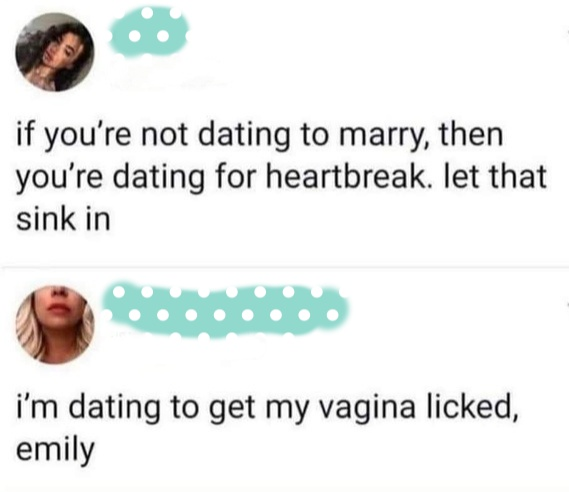 if you're not dating to marry, then
you're dating for heartbreak. let that
sink in
i'm dating to get my vagina licked,
emily